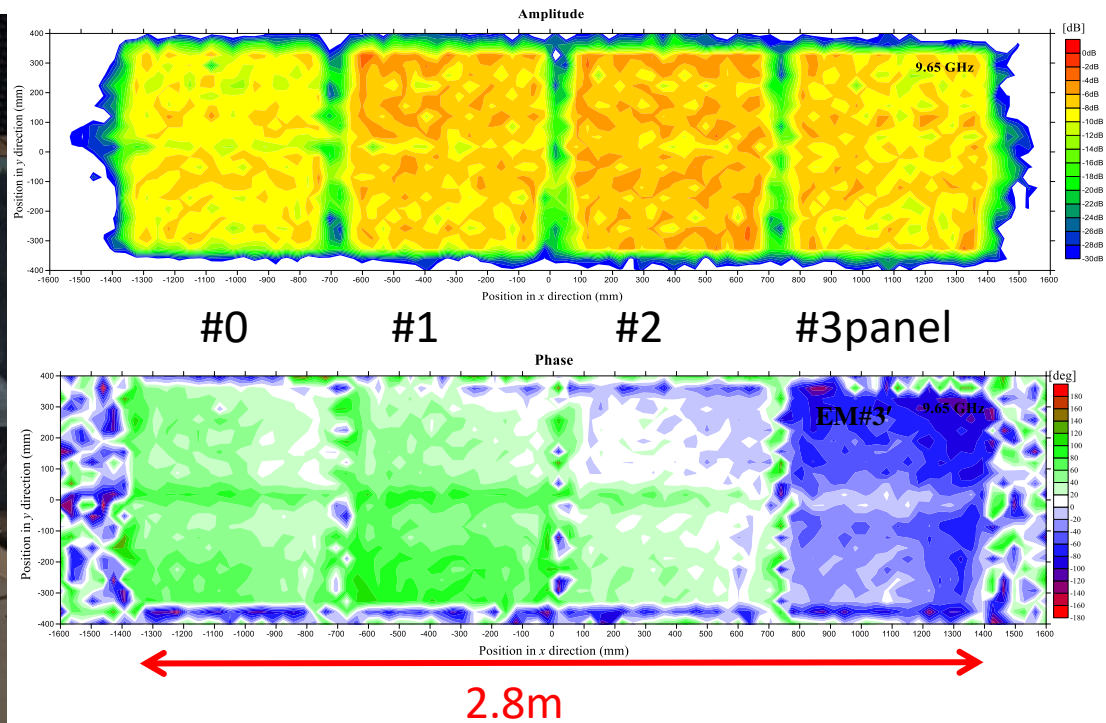 Amplitude
[dB]
400
300
200
100
0
-100
-200
-300
-400
Position in y direction (mm)
9.65 GHz
0dB
-2dB
-4dB
-6dB
-8dB
-10dB
-12dB
-14dB
-16dB
-18dB
-20dB
-22dB
-24dB
-26dB
-28dB
-30dB
-1600 -1500 -1400 -1300 -1200 -1100 -1000 -900 -800 -700 -600 -500 -400 -300 -200 -100 0 100 200 300 400 500 600 700 800 900 1000 1100 1200 1300 1400 1500 1600
Position in x direction (mm)
#0 #1 #2 #3panel
Phase
[deg]
400
300
200
100
0
-100
-200
-300
-400
Position in y direction (mm)
EM#3′ 9.65 GHz
180
160
140
120
100
80
60
40
20
0
-20
-40
-60
-80
-100
-120
-140
-160
-180
-1600 -1500 -1400 -1300 -1200 -1100 -1000 -900 -800 -700 -600 -500 -400 -300 -200 -100 0 100 200 300 400 500 600 700 800 900 1000 1100 1200 1300 1400 1500 1600
Position in x direction (mm)
2.8m